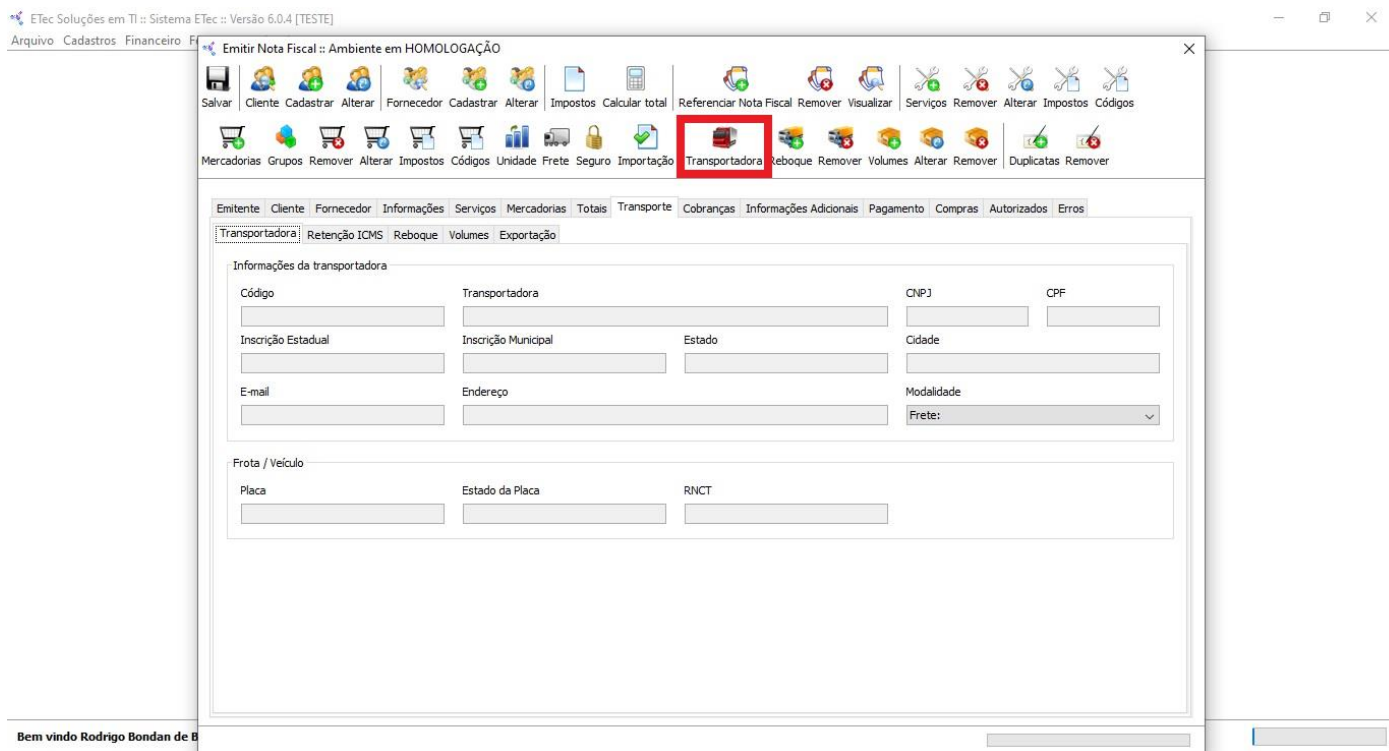 ETec Soluções em TI :: Sistema ETec :: Versão 6.0.4 [TESTE]
Arquivo Cadastros Financeiro
Emitir Nota Fiscal :: Ambiente em HOMOLOGAÇÃO
Salvar Cliente Cadastrar Alterar Fornecedor Cadastrar Alterar Impostos Calcular total Referenciar Nota Fiscal Remover Visualizar Serviços Remover Alterar Impostos Códigos
Mercadorias Grupos Remover Alterar Impostos Códigos Unidade Frete Seguro Importação Transportadora Reboque Remover Volumes Alterar Remover Duplicatas Remover
Emitente Cliente Fornecedor Informações Serviços Mercadorias Totais Transporte Cobranças Informações Adicionais Pagamento Compras Autorizados Erros
Transportadora Retenção ICMS Reboque Volumes Exportação
Informações da transportadora
Código Transportadora CNPJ CPF
Inscrição Estadual Inscrição Municipal Estado Cidade
E-mail Endereço Modalidade
Frete:
Frota / Veículo
Placa Estado da Placa RNCT
Bem vindo Rodrigo Bondan de B